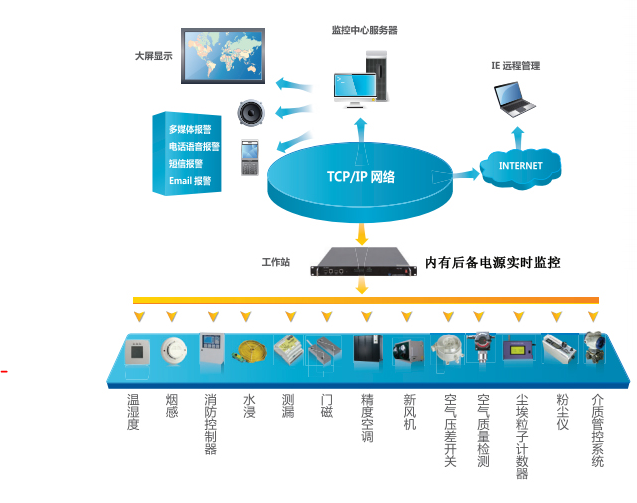 监控中心服务器
大屏显示
IE 远程管理
多媒体报警
电话语音报警
短信报警
Email 报警
INTERNET
TCP/IP 网络
工作站
内有后备电源实时监控
温湿度
烟感
消防控制器
水浸
测漏
门磁
精度空调
新风机
空气压差开关
空气质量检测
尘埃粒子计数器
粉尘仪
介质管控系统